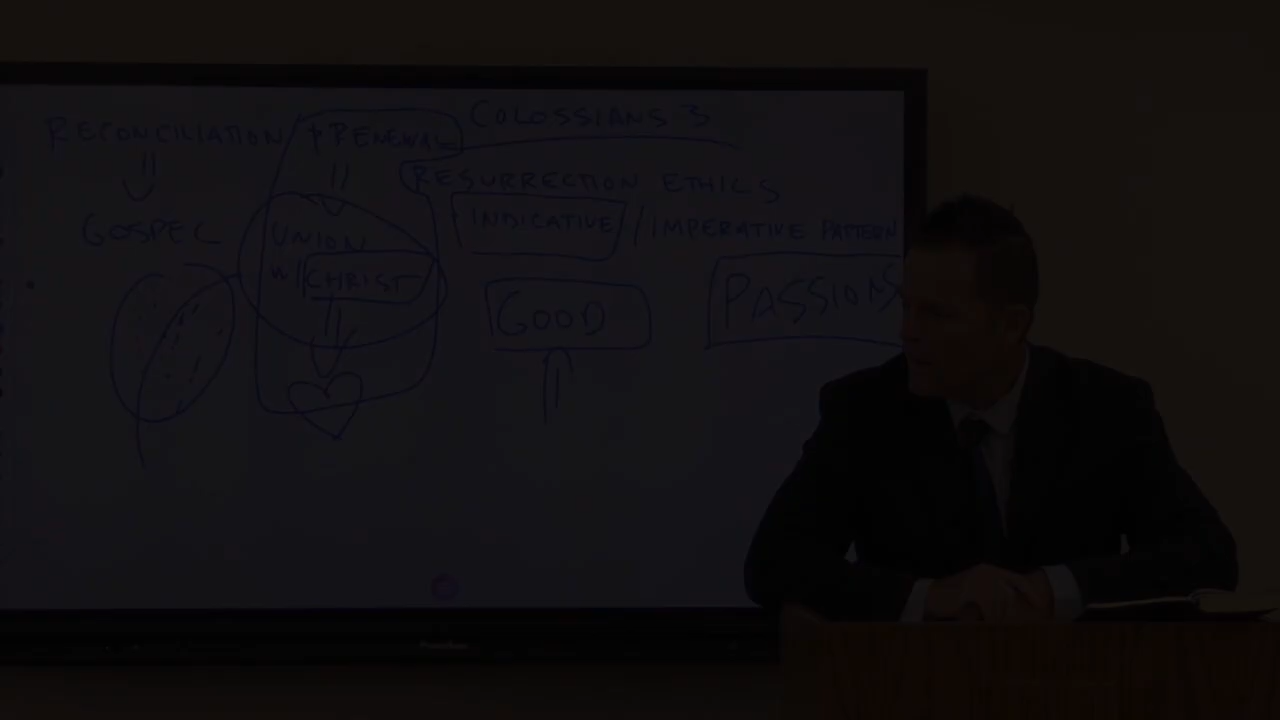 COLOSSIANS 3
RECONCILIATION + RENEWAL
RESURRECTION ETHICS
GOSPEL
UNION
W/ CHRIST
INDICATIVE / IMPERATIVE PATTERN
GOOD
PASSIONS